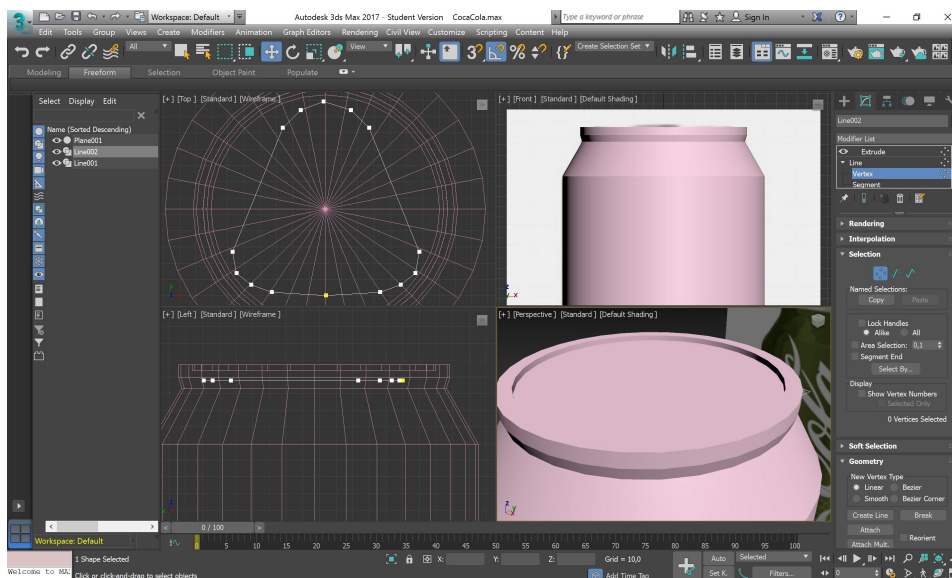 Workspace: Default
Autodesk 3ds Max 2017 - Student Version CocaCola.max
Type a keyword or phrase
Sign In
Edit Tools Group Views Create Modifiers Animation Graph Editors Rendering Civil View Customize Scripting Content Help
All
View
Create Selection Set
Modeling Freeform Selection Object Paint Populate
Select Display Edit
Name (Sorted Descending)
Plane001
Line002
Line001
[+] [Top] [Standard] [Wireframe]
[+] [Front] [Standard] [Default Shading]
[+] [Left] [Standard] [Wireframe]
[+] [Perspective] [Standard] [Default Shading]
Line002
Modifier List
Extrude
Line
Vertex
Segment
Rendering
Interpolation
Selection
Named Selections:
Copy Paste
Lock Handles
Alike All
Area Selection: 0,1
Segment End
Select By...
Display
Show Vertex Numbers
Selected Only
0 Vertices Selected
Soft Selection
Geometry
New Vertex Type
Linear Bezier
Smooth Bezier Corner
Create Line Break
Attach
Attach Mult. Reorient
0 / 100
Workspace: Default
0 5 10 15 20 25 30 35 40 45 50 55 60 65 70 75 80 85 90 95 100
1 Shape Selected
X: Y: Z: Grid = 10,0
Auto Selected
Welcome to MAX
Click or click-and-drag to select objects
Add Time Tag
Set K. Filters...
0